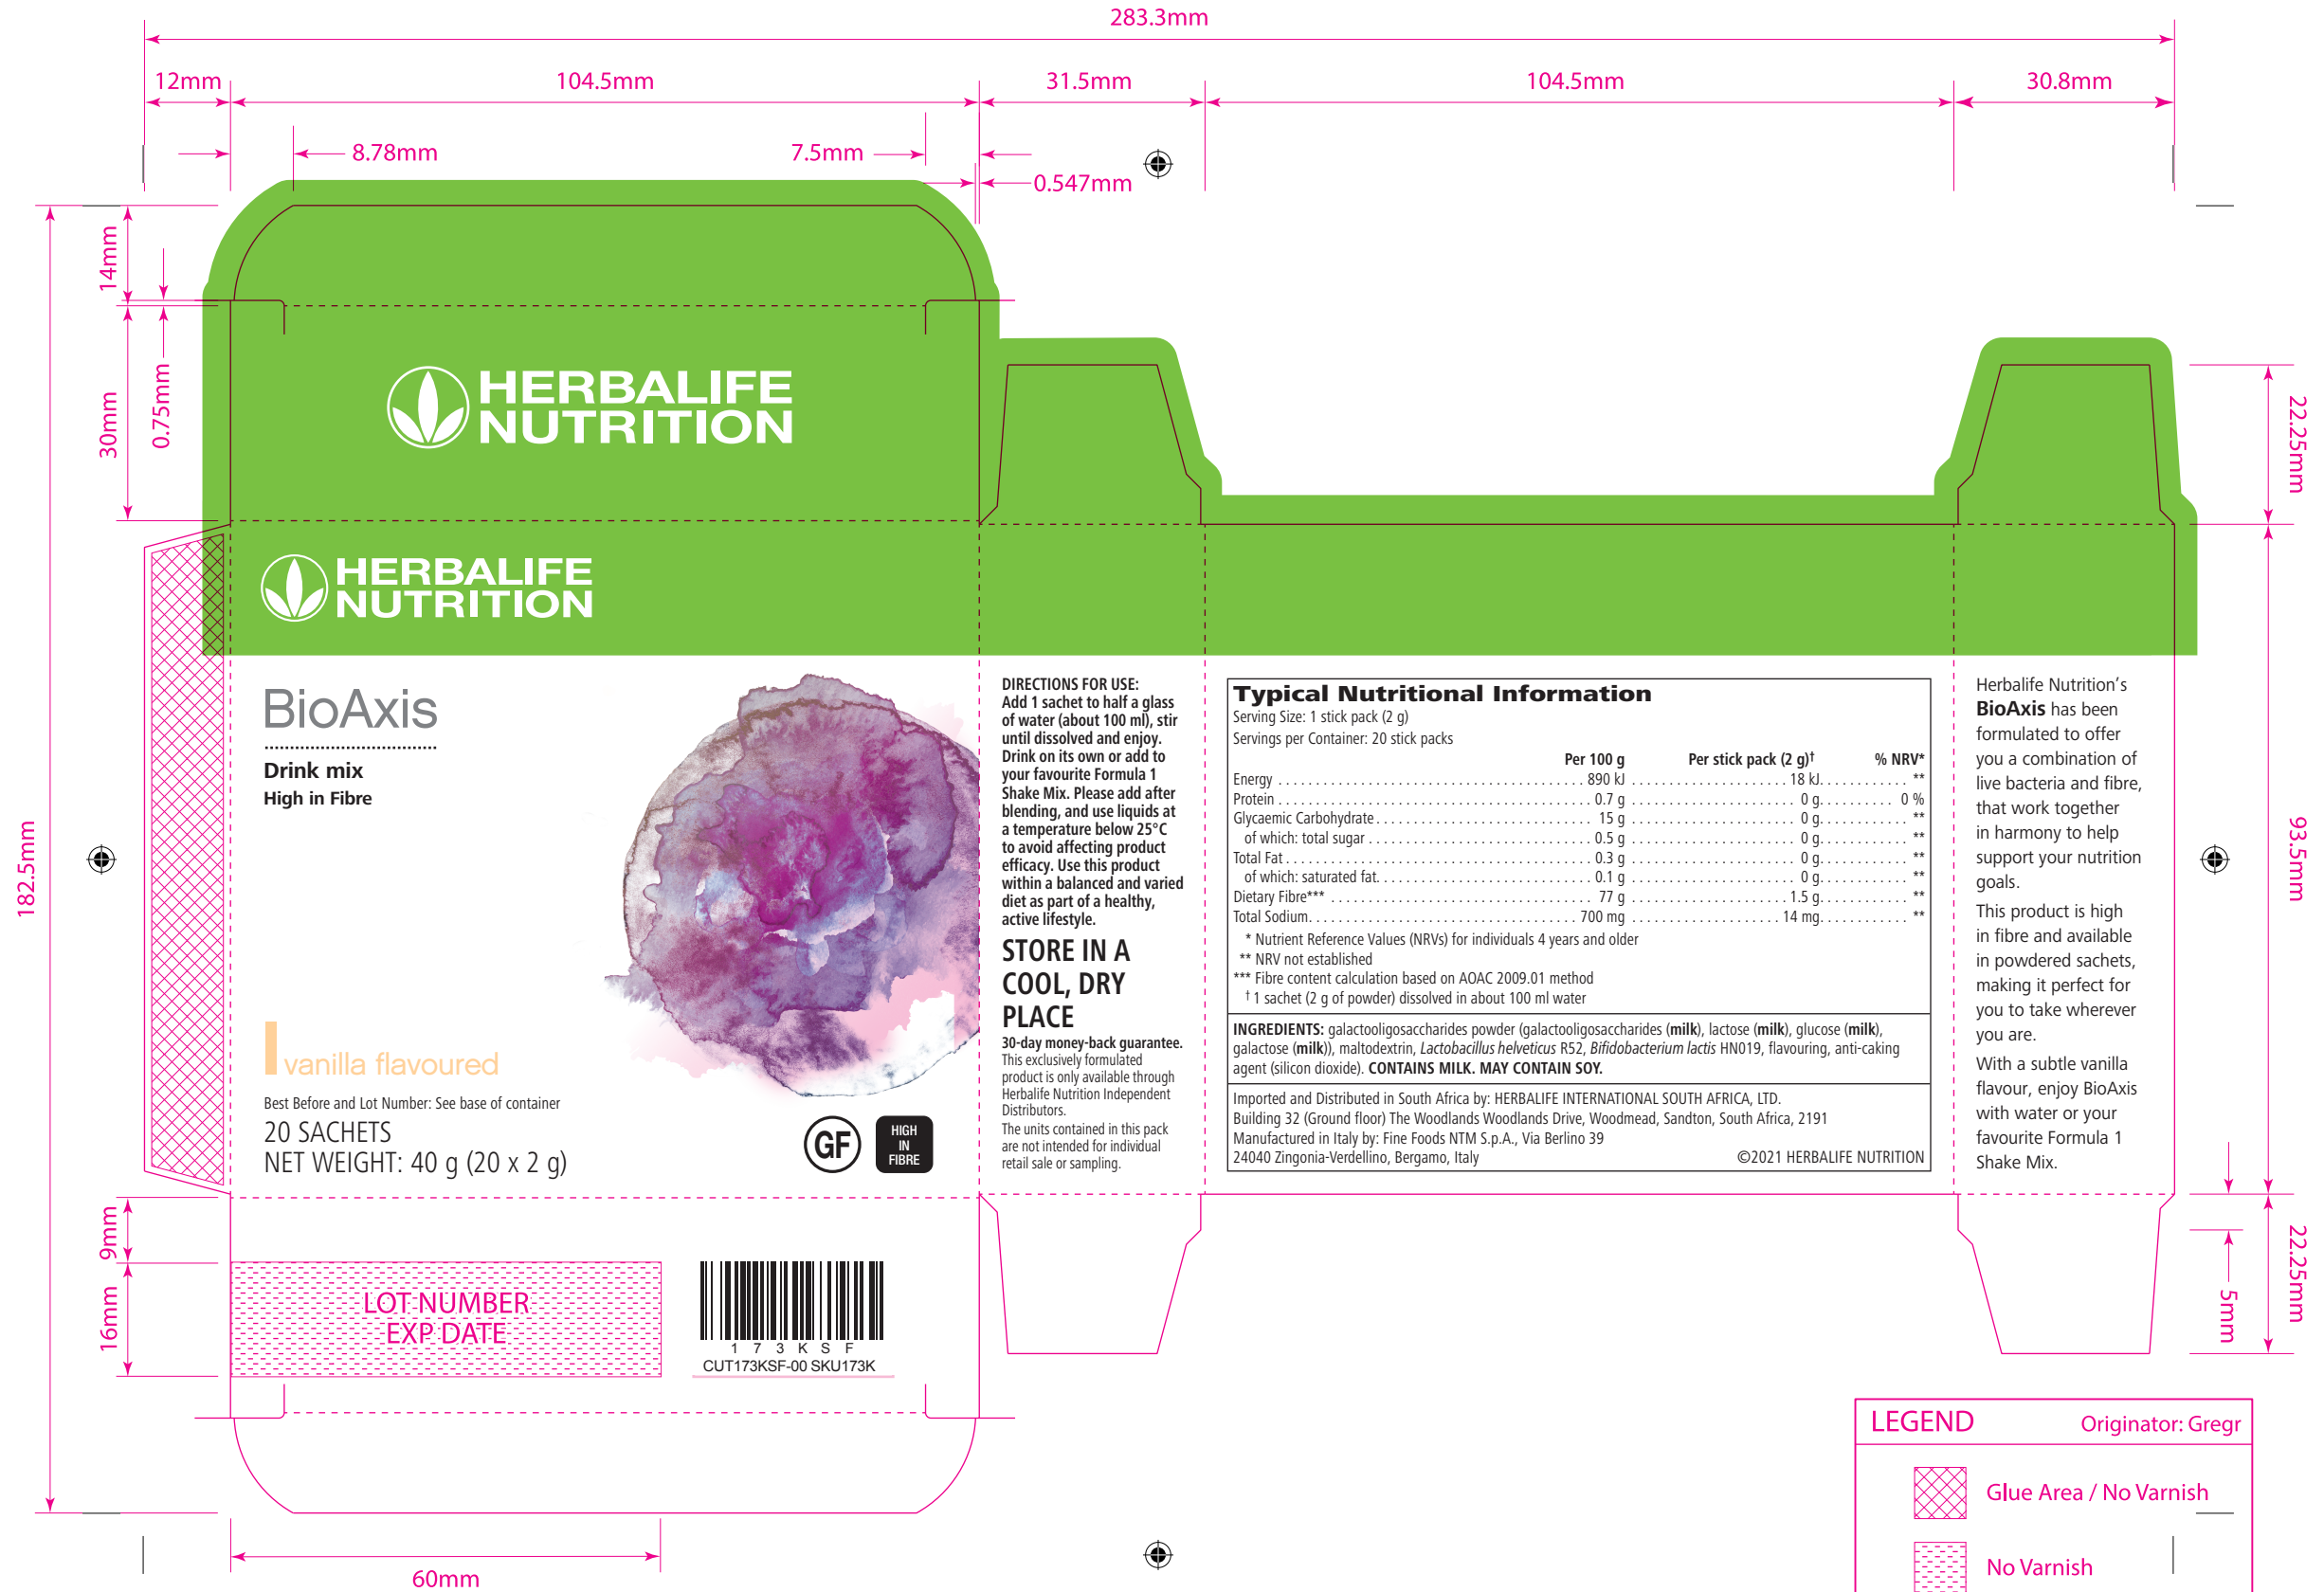 283.3mm
12mm
104.5mm
31.5mm
104.5mm
30.8mm
8.78mm
7.5mm
0.547mm
14mm
0.75mm
30mm
182.5mm
9mm
16mm
60mm
22.25mm
93.5mm
22.25mm
5mm
HERBALIFE
NUTRITION
HERBALIFE
NUTRITION
BioAxis
Drink mix
High in Fibre
vanilla flavoured
Best Before and Lot Number: See base of container
20 SACHETS
NET WEIGHT: 40 g (20 x 2 g)
GF
HIGH
IN
FIBRE
LOT NUMBER
EXP DATE
1 7 3 K S F
CUT173KSF-00 SKU173K
DIRECTIONS FOR USE:
Add 1 sachet to half a glass
of water (about 100 ml), stir
until dissolved and enjoy.
Drink on its own or add to
your favourite Formula 1
Shake Mix. Please add after
blending, and use liquids at
a temperature below 25°C
to avoid affecting product
efficacy. Use this product
within a balanced and varied
diet as part of a healthy,
active lifestyle.
STORE IN A
COOL, DRY
PLACE
30-day money-back guarantee.
This exclusively formulated
product is only available through
Herbalife Nutrition Independent
Distributors.
The units contained in this pack
are not intended for individual
retail sale or sampling.
Typical Nutritional Information
Serving Size: 1 stick pack (2 g)
Servings per Container: 20 stick packs
Per 100 g Per stick pack (2 g)† % NRV*
Energy 890 kJ 18 kJ **
Protein 0.7 g 0 g 0 %
Glycaemic Carbohydrate 15 g 0 g **
of which: total sugar 0.5 g 0 g **
Total Fat 0.3 g 0 g **
of which: saturated fat 0.1 g 0 g **
Dietary Fibre*** 77 g 1.5 g **
Total Sodium 700 mg 14 mg **
* Nutrient Reference Values (NRVs) for individuals 4 years and older
** NRV not established
*** Fibre content calculation based on AOAC 2009.01 method
† 1 sachet (2 g of powder) dissolved in about 100 ml water
INGREDIENTS: galactooligosaccharides powder (galactooligosaccharides (milk), lactose (milk), glucose (milk),
galactose (milk)), maltodextrin, Lactobacillus helveticus R52, Bifidobacterium lactis HN019, flavouring, anti-caking
agent (silicon dioxide). CONTAINS MILK. MAY CONTAIN SOY.
Imported and Distributed in South Africa by: HERBALIFE INTERNATIONAL SOUTH AFRICA, LTD.
Building 32 (Ground floor) The Woodlands Woodlands Drive, Woodmead, Sandton, South Africa, 2191
Manufactured in Italy by: Fine Foods NTM S.p.A., Via Berlino 39
24040 Zingonia-Verdellino, Bergamo, Italy ©2021 HERBALIFE NUTRITION
Herbalife Nutrition's
BioAxis has been
formulated to offer
you a combination of
live bacteria and fibre,
that work together
in harmony to help
support your nutrition
goals.
This product is high
in fibre and available
in powdered sachets,
making it perfect for
you to take wherever
you are.
With a subtle vanilla
flavour, enjoy BioAxis
with water or your
favourite Formula 1
Shake Mix.
LEGEND Originator: Gregr
Glue Area / No Varnish
No Varnish